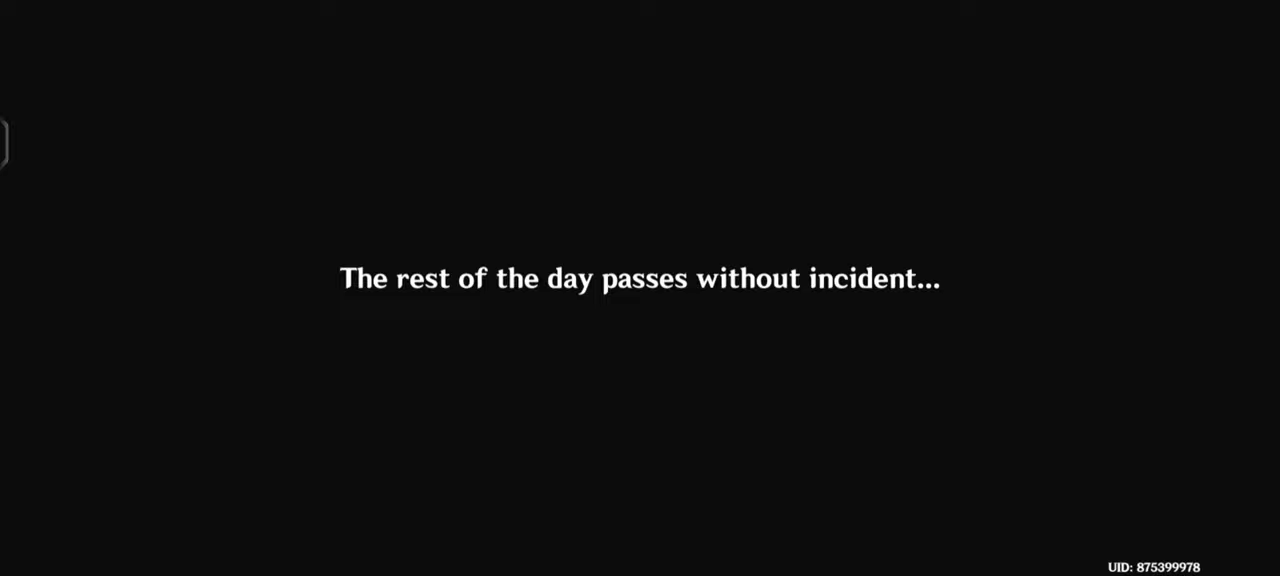 The rest of the day passes without incident...
UID: 875399978